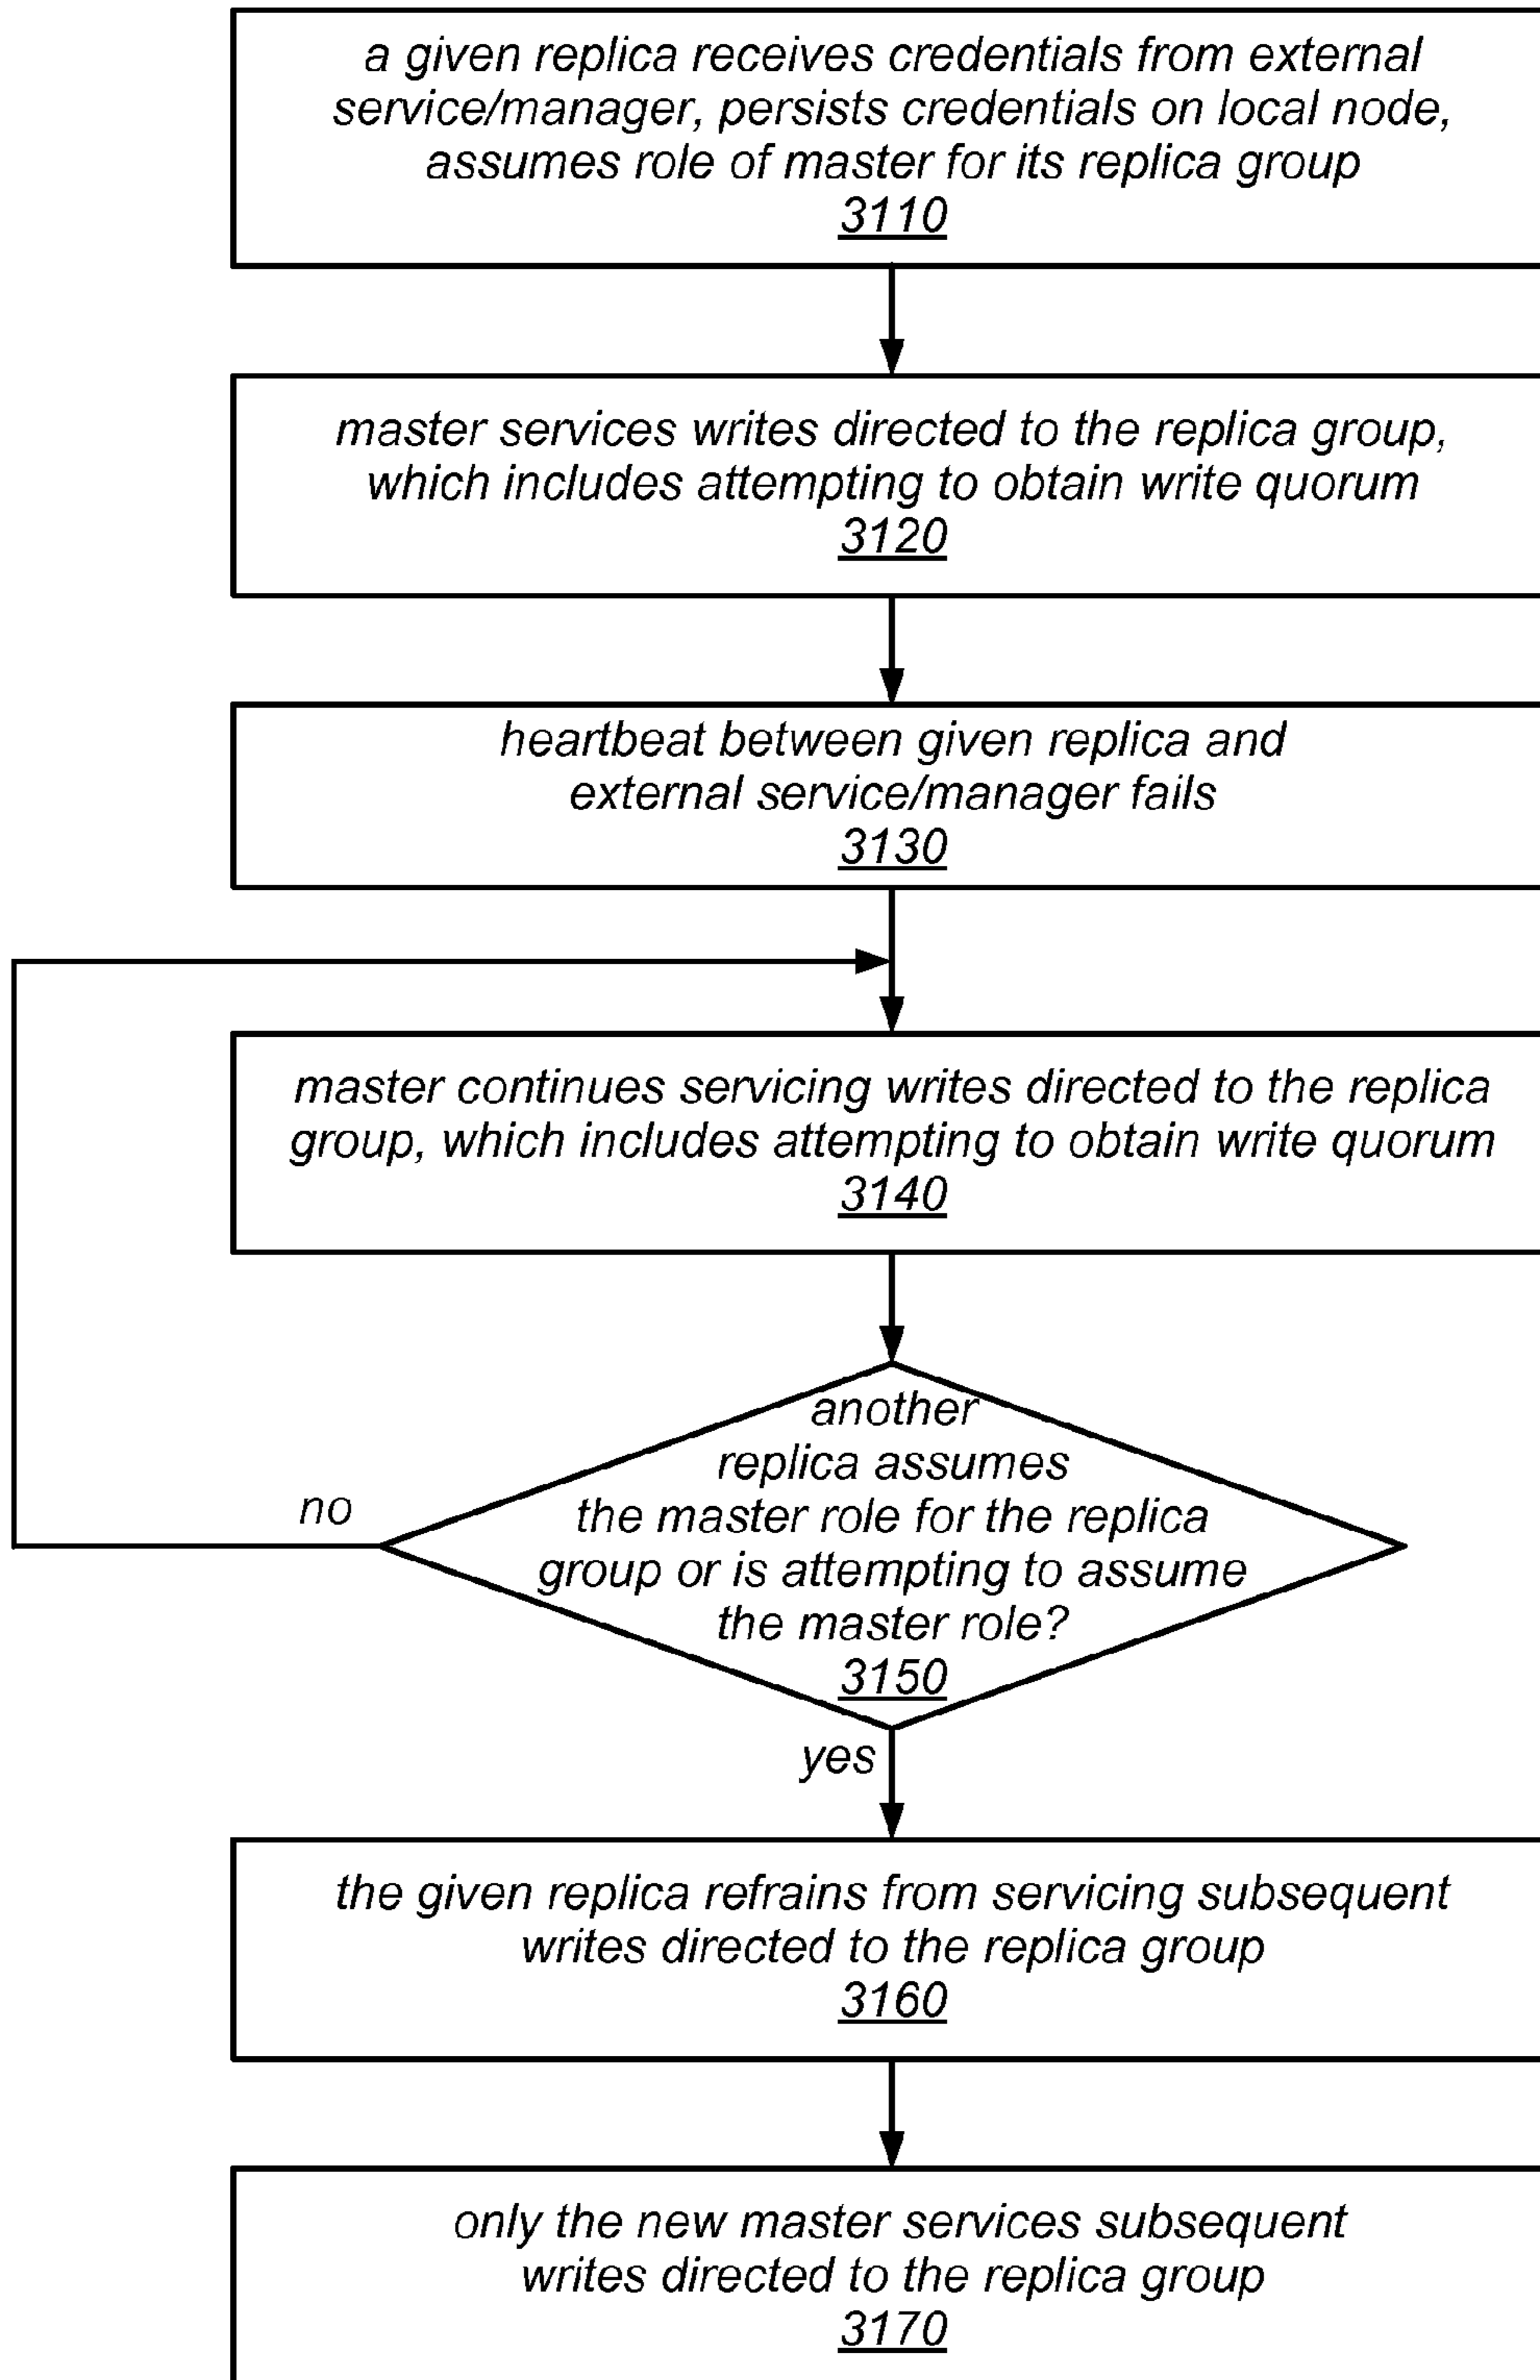 a given replica receives credentials from external
service/manager, persists credentials on local node,
assumes role of master for its replica group
3110
master services writes directed to the replica group,
which includes attempting to obtain write quorum
3120
heartbeat between given replica and
external service/manager fails
3130
master continues servicing writes directed to the replica
group, which includes attempting to obtain write quorum
3140
another
replica assumes
the master role for the replica
group or is attempting to assume
the master role?
3150
no
yes
the given replica refrains from servicing subsequent
writes directed to the replica group
3160
only the new master services subsequent
writes directed to the replica group
3170